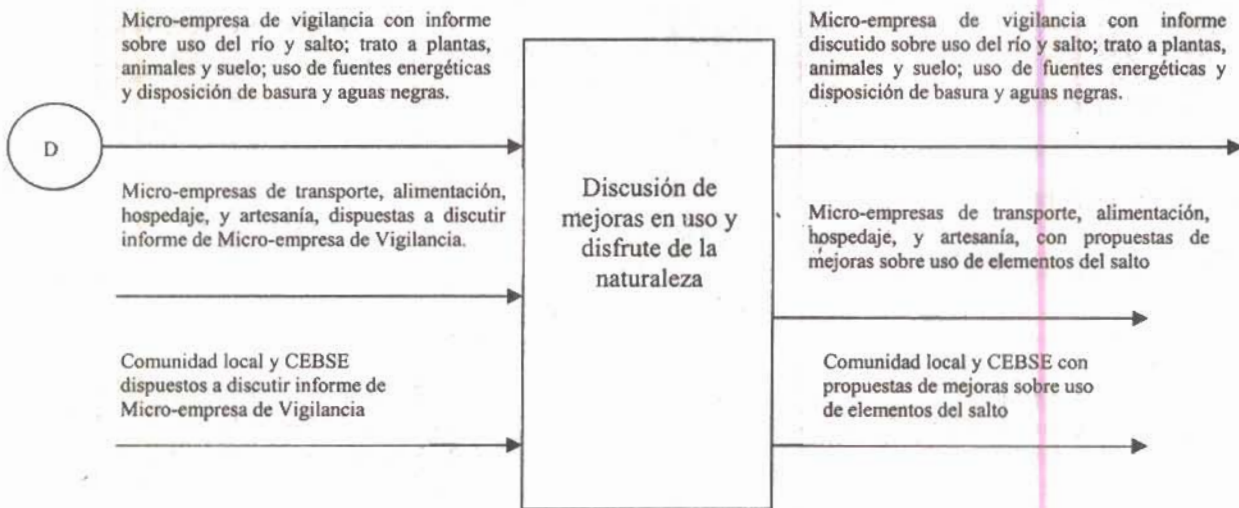 Micro-empresa de vigilancia con informe
sobre uso del río y salto; trato a plantas,
animales y suelo; uso de fuentes energéticas
y disposición de basura y aguas negras.
D
Micro-empresas de transporte, alimentación,
hospedaje, y artesanía, dispuestas a discutir
informe de Micro-empresa de Vigilancia.
Comunidad local y CEBSE
dispuestos a discutir informe de
Micro-empresa de Vigilancia
Discusión de
mejoras en uso y
disfrute de la
naturaleza
Micro-empresa de vigilancia con informe
discutido sobre uso del río y salto; trato a plantas,
animales y suelo; uso de fuentes energéticas y
disposición de basura y aguas negras.
Micro-empresas de transporte, alimentación,
hospedaje, y artesanía, con propuestas de
mejoras sobre uso de elementos del salto
Comunidad local y CEBSE con
propuestas de mejoras sobre uso
de elementos del salto